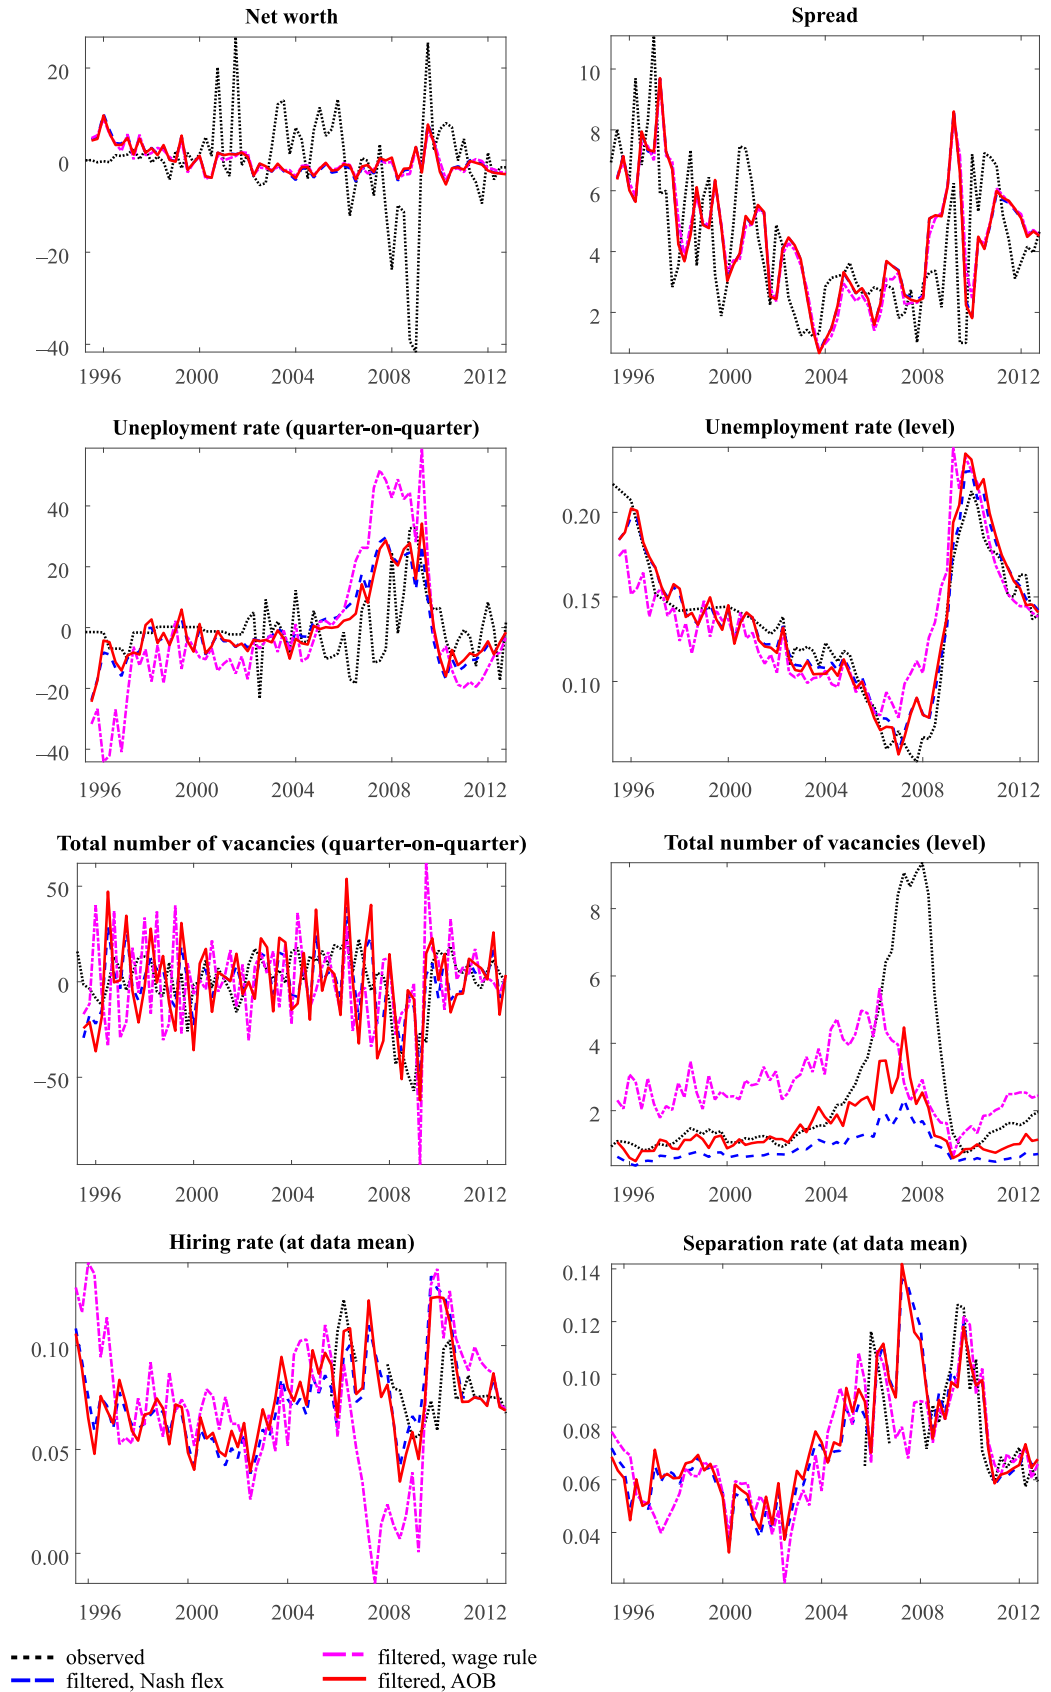 Net worth
20
0
−20
−40
1996 2000 2004 2008 2012
Spread
10
8
6
4
2
1996 2000 2004 2008 2012
Uneployment rate (quarter-on-quarter)
40
20
0
−20
−40
1996 2000 2004 2008 2012
Unemployment rate (level)
0.20
0.15
0.10
1996 2000 2004 2008 2012
Total number of vacancies (quarter-on-quarter)
50
0
−50
1996 2000 2004 2008 2012
Total number of vacancies (level)
8
6
4
2
1996 2000 2004 2008 2012
Hiring rate (at data mean)
0.10
0.05
0.00
1996 2000 2004 2008 2012
Separation rate (at data mean)
0.14
0.12
0.10
0.08
0.06
0.04
1996 2000 2004 2008 2012
observed
filtered, Nash flex
filtered, wage rule
filtered, AOB